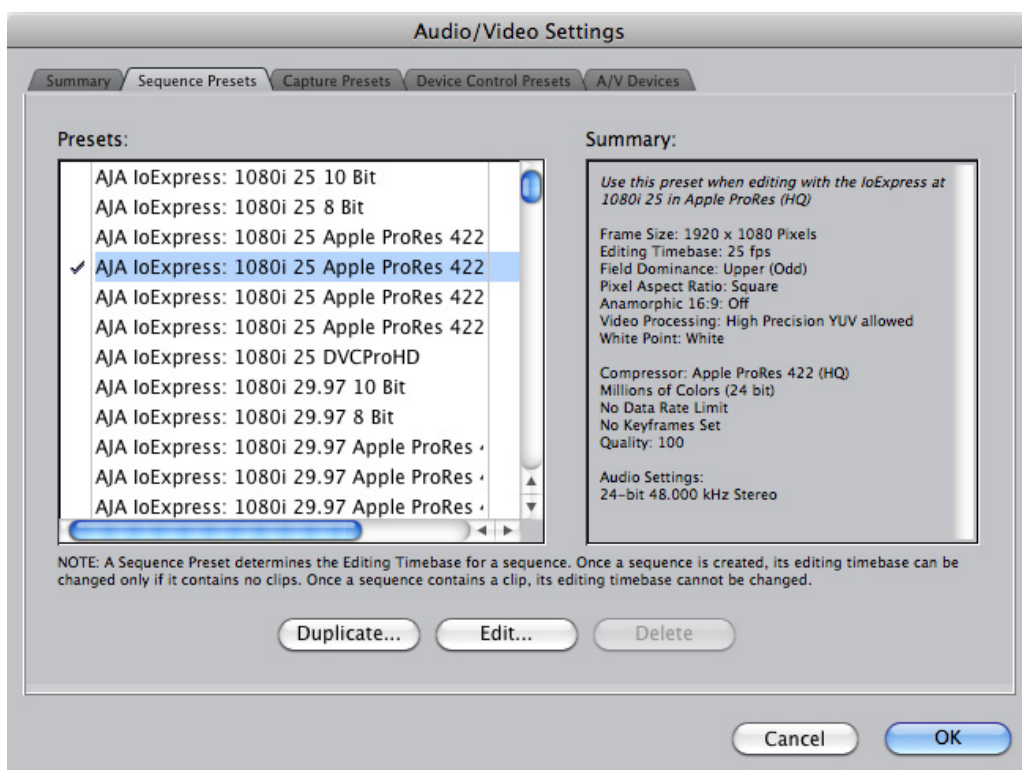 Audio/Video Settings
Summary
Sequence Presets
Capture Presets
Device Control Presets
A/V Devices
Presets:
AJA IoExpress: 1080i 25 10 Bit
AJA IoExpress: 1080i 25 8 Bit
AJA IoExpress: 1080i 25 Apple ProRes 422
✓ AJA IoExpress: 1080i 25 Apple ProRes 422
AJA IoExpress: 1080i 25 Apple ProRes 422
AJA IoExpress: 1080i 25 Apple ProRes 422
AJA IoExpress: 1080i 25 DVCProHD
AJA IoExpress: 1080i 29.97 10 Bit
AJA IoExpress: 1080i 29.97 8 Bit
AJA IoExpress: 1080i 29.97 Apple ProRes
AJA IoExpress: 1080i 29.97 Apple ProRes
AJA IoExpress: 1080i 29.97 Apple ProRes
Summary:
Use this preset when editing with the IoExpress at
1080i 25 in Apple ProRes (HQ)
Frame Size: 1920 x 1080 Pixels
Editing Timebase: 25 fps
Field Dominance: Upper (Odd)
Pixel Aspect Ratio: Square
Anamorphic 16:9: Off
Video Processing: High Precision YUV allowed
White Point: White
Compressor: Apple ProRes 422 (HQ)
Millions of Colors (24 bit)
No Data Rate Limit
No Keyframes Set
Quality: 100
Audio Settings:
24-bit 48.000 kHz Stereo
NOTE: A Sequence Preset determines the Editing Timebase for a sequence. Once a sequence is created, its editing timebase can be
changed only if it contains no clips. Once a sequence contains a clip, its editing timebase cannot be changed.
Duplicate...
Edit...
Delete
Cancel
OK